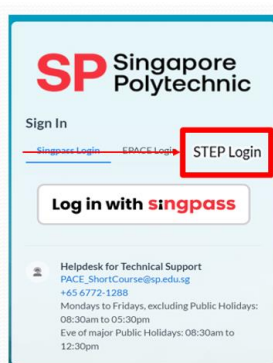 SP Singapore
Polytechnic
Sign In
Singpass Login EPACE Login STEP Login
Log in with singpass
Helpdesk for Technical Support
PACE_ShortCourse@sp.edu.sg
+65 6772-1288
Mondays to Fridays, excluding Public Holidays:
08:30am to 05:30pm
Eve of major Public Holidays: 08:30am to
12:30pm